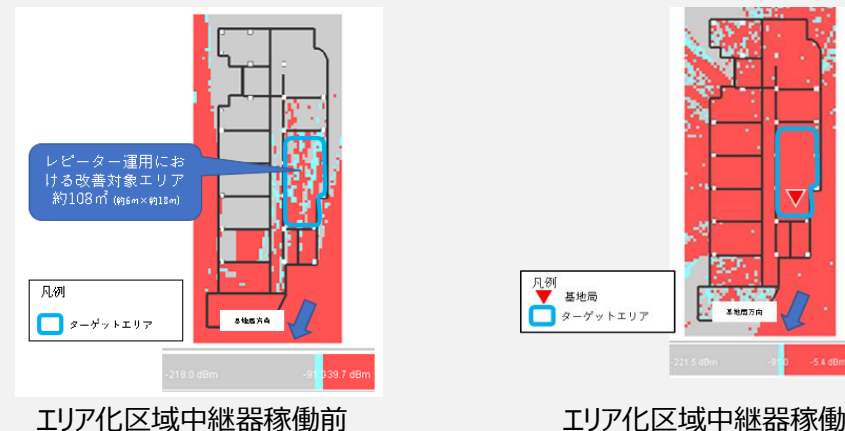 レピーター運用にお
ける改善対象エリア
約108㎡ (約6m×約18m)
凡例
ターゲットエリア
基地局方向
-218.0 dBm
39.7 dBm
エリア化区域中継器稼働前
凡例
基地局
ターゲットエリア
基地局方向
-221.5 dBm
-5.4 dBm
エリア化区域中継器稼働